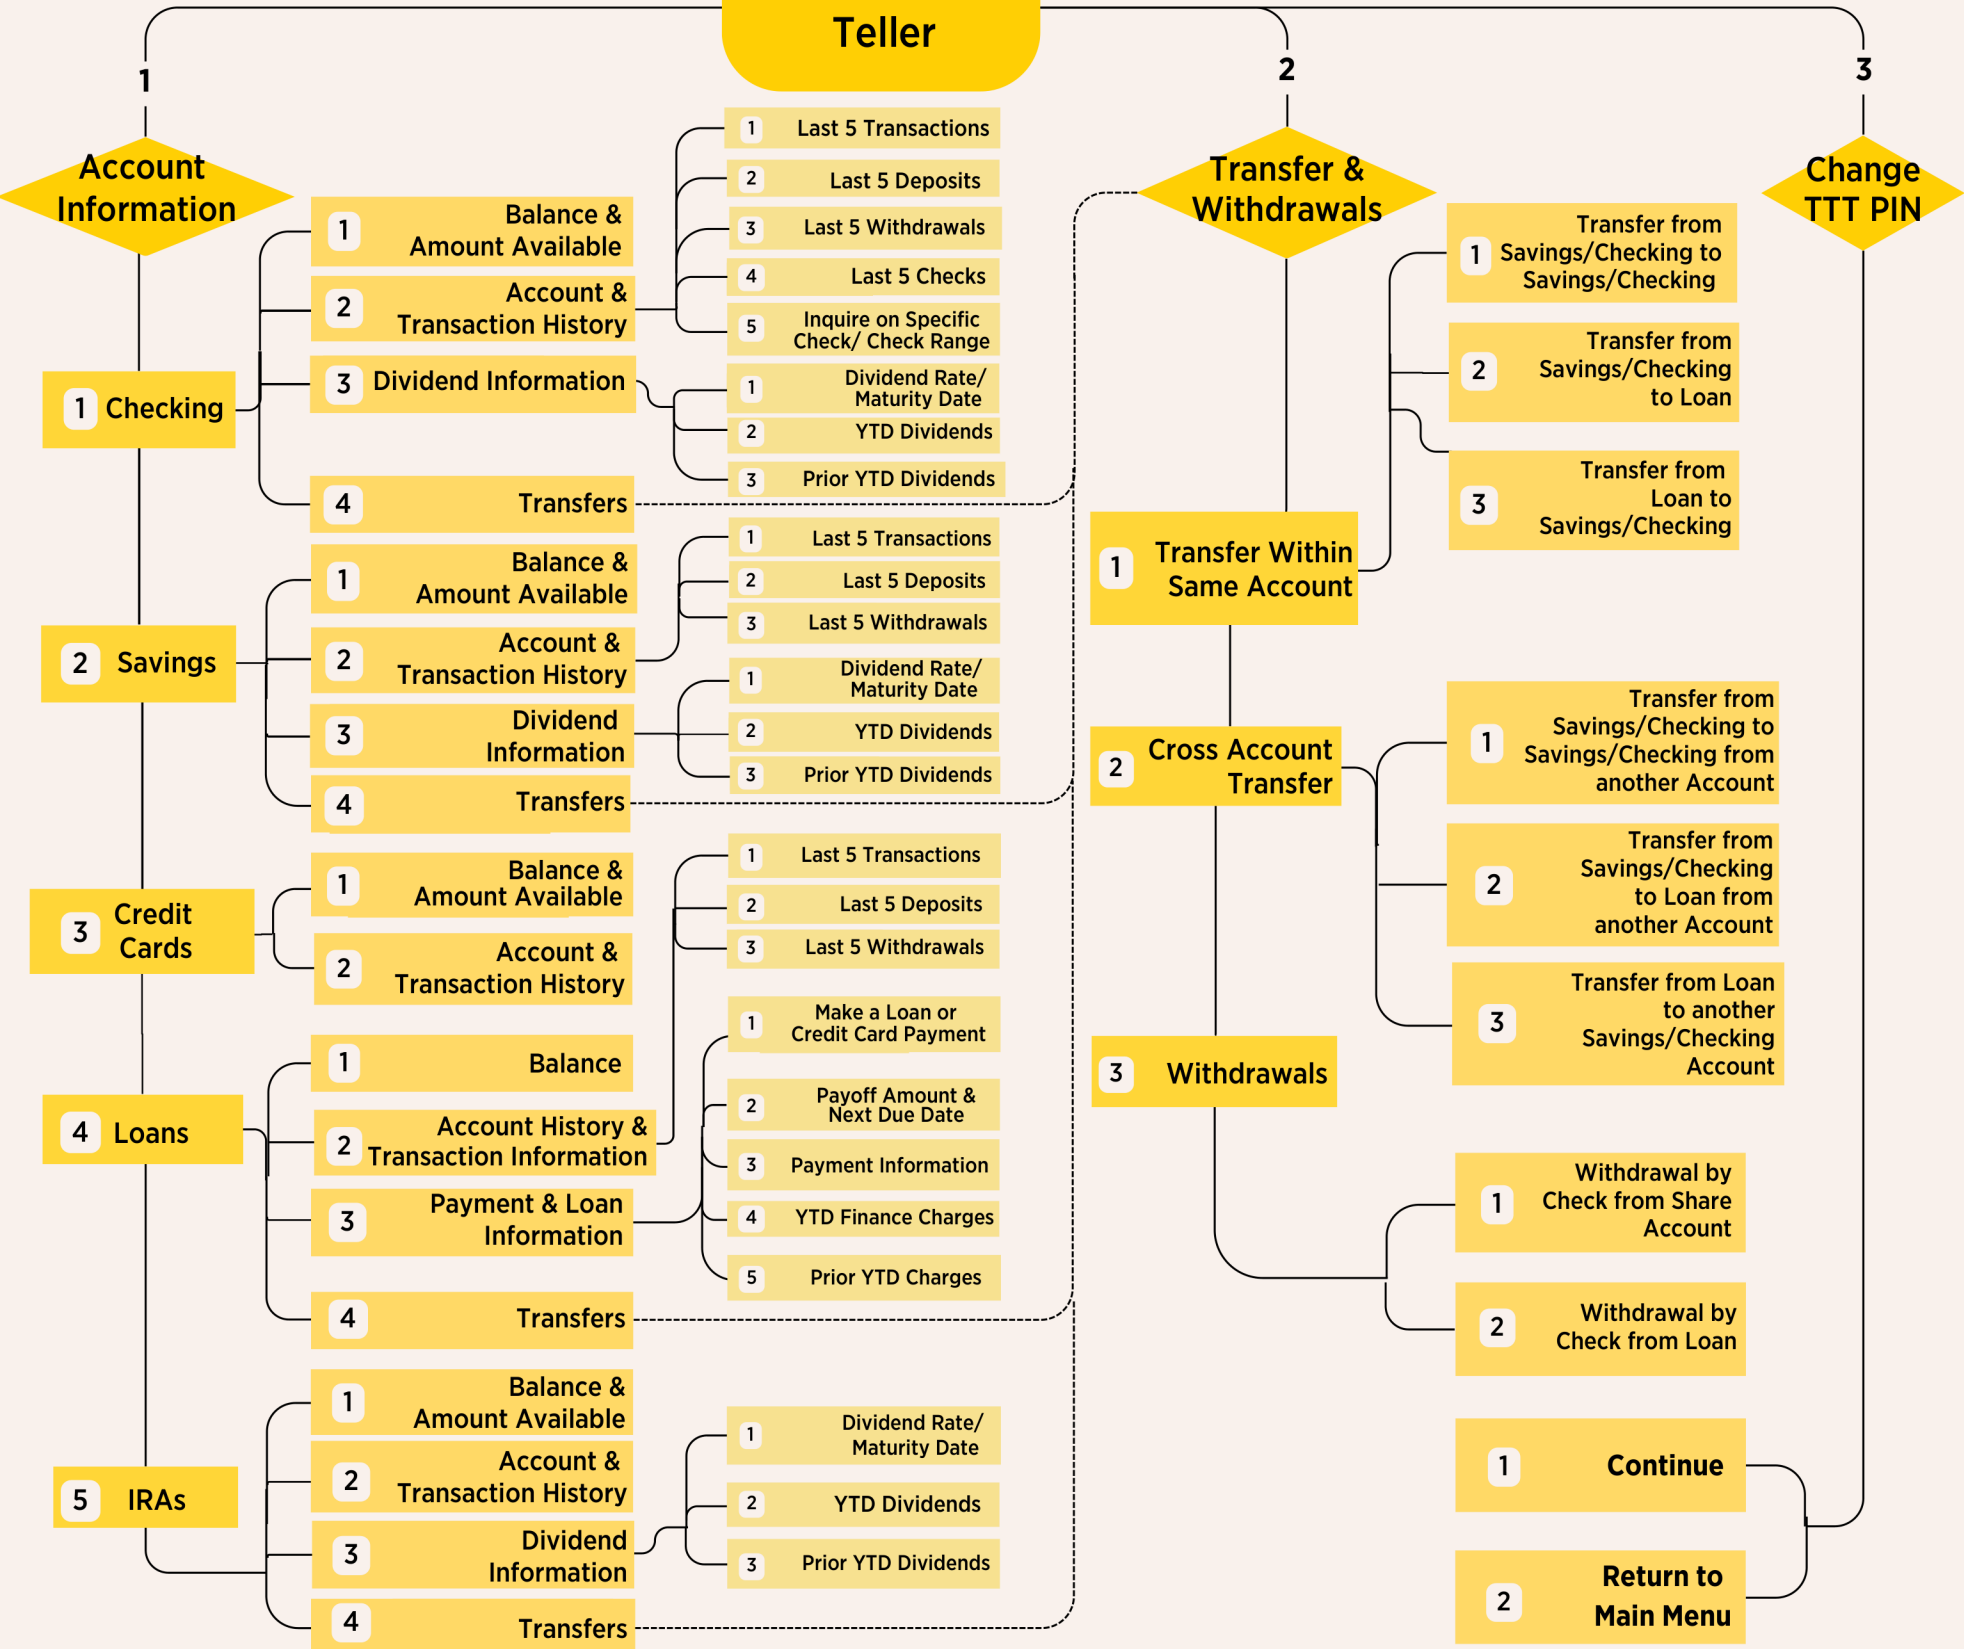 Teller
1
Account
Information
1 Checking
1 Balance &
Amount Available
2 Account &
Transaction History
1 Last 5 Transactions
2 Last 5 Deposits
3 Last 5 Withdrawals
4 Last 5 Checks
5 Inquire on Specific
Check/ Check Range
3 Dividend Information
1 Dividend Rate/
Maturity Date
2 YTD Dividends
3 Prior YTD Dividends
4 Transfers
2 Savings
1 Balance &
Amount Available
2 Account &
Transaction History
1 Last 5 Transactions
2 Last 5 Deposits
3 Last 5 Withdrawals
3 Dividend
Information
1 Dividend Rate/
Maturity Date
2 YTD Dividends
3 Prior YTD Dividends
4 Transfers
3 Credit
Cards
1 Balance &
Amount Available
2 Account &
Transaction History
4 Loans
1 Balance
2 Account History &
Transaction Information
1 Last 5 Transactions
2 Last 5 Deposits
3 Last 5 Withdrawals
3 Payment & Loan
Information
1 Make a Loan or
Credit Card Payment
2 Payoff Amount &
Next Due Date
3 Payment Information
4 YTD Finance Charges
5 Prior YTD Charges
4 Transfers
5 IRAs
1 Balance &
Amount Available
2 Account &
Transaction History
3 Dividend
Information
1 Dividend Rate/
Maturity Date
2 YTD Dividends
3 Prior YTD Dividends
4 Transfers
2
Transfer &
Withdrawals
1 Transfer Within
Same Account
1 Transfer from
Savings/Checking to
Savings/Checking
2 Transfer from
Savings/Checking
to Loan
3 Transfer from
Loan to
Savings/Checking
2 Cross Account
Transfer
1 Transfer from
Savings/Checking to
Savings/Checking from
another Account
2 Transfer from
Savings/Checking
to Loan from
another Account
3 Transfer from Loan
to another
Savings/Checking
Account
3 Withdrawals
1 Withdrawal by
Check from Share
Account
2 Withdrawal by
Check from Loan
3
Change
TTT PIN
1 Continue
2 Return to
Main Menu